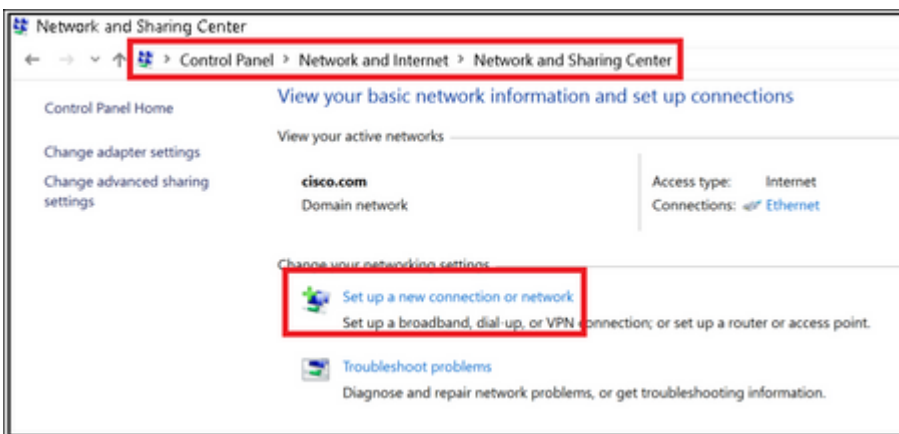 Network and Sharing Center
Control Panel > Network and Internet > Network and Sharing Center
Control Panel Home
Change adapter settings
Change advanced sharing
settings
View your basic network information and set up connections
View your active networks
cisco.com
Domain network
Access type: Internet
Connections: Ethernet
Change your networking settings
Set up a new connection or network
Set up a broadband, dial-up, or VPN connection; or set up a router or access point.
Troubleshoot problems
Diagnose and repair network problems, or get troubleshooting information.